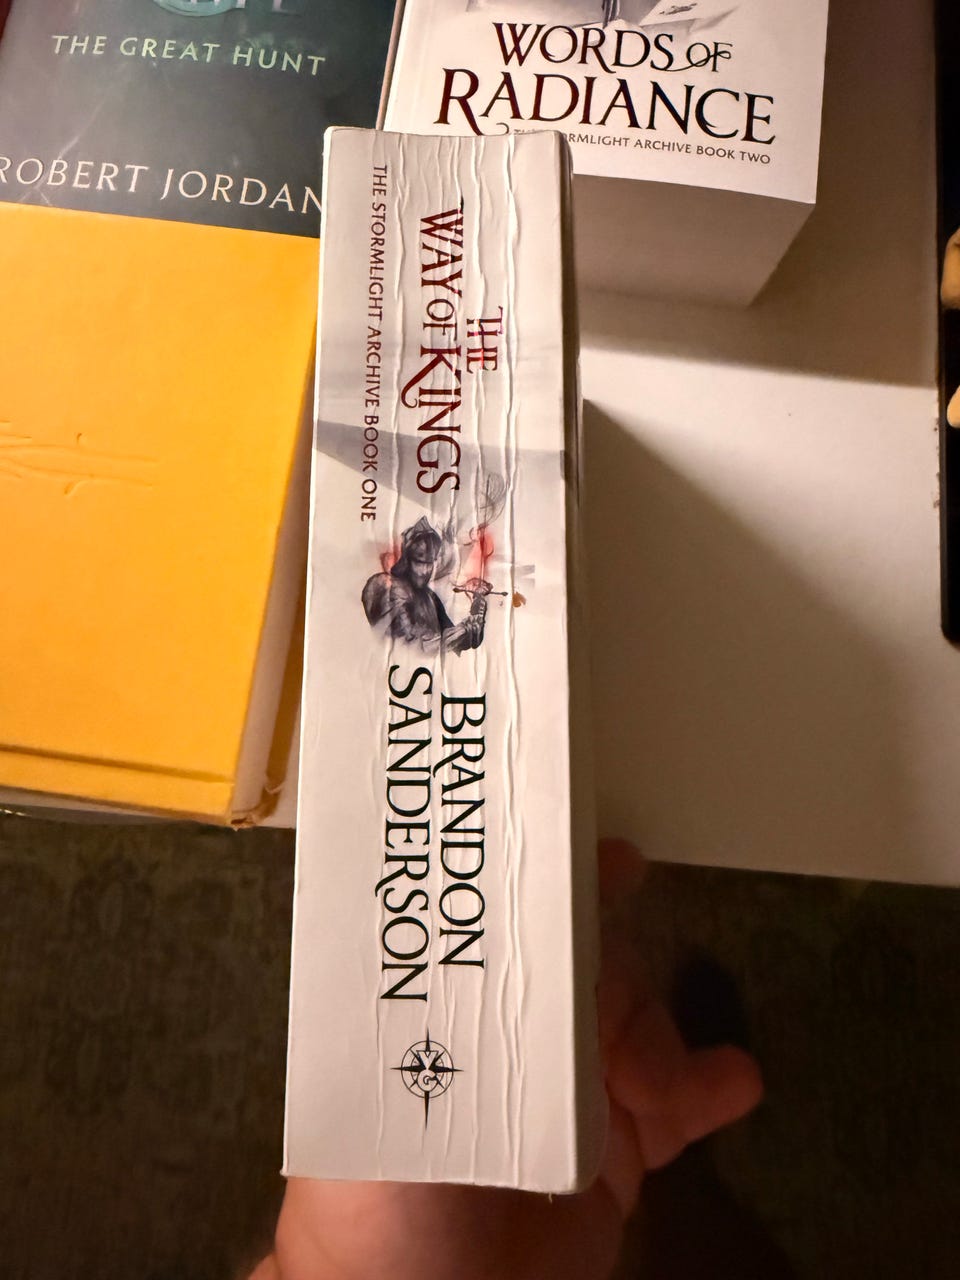 THE GREAT HUNT
ROBERT JORDAN
WORDS OF
RADIANCE
STORMLIGHT ARCHIVE BOOK TWO
THE
WAY OF KINGS
THE STORMLIGHT ARCHIVE BOOK ONE
BRANDON
SANDERSON
VG